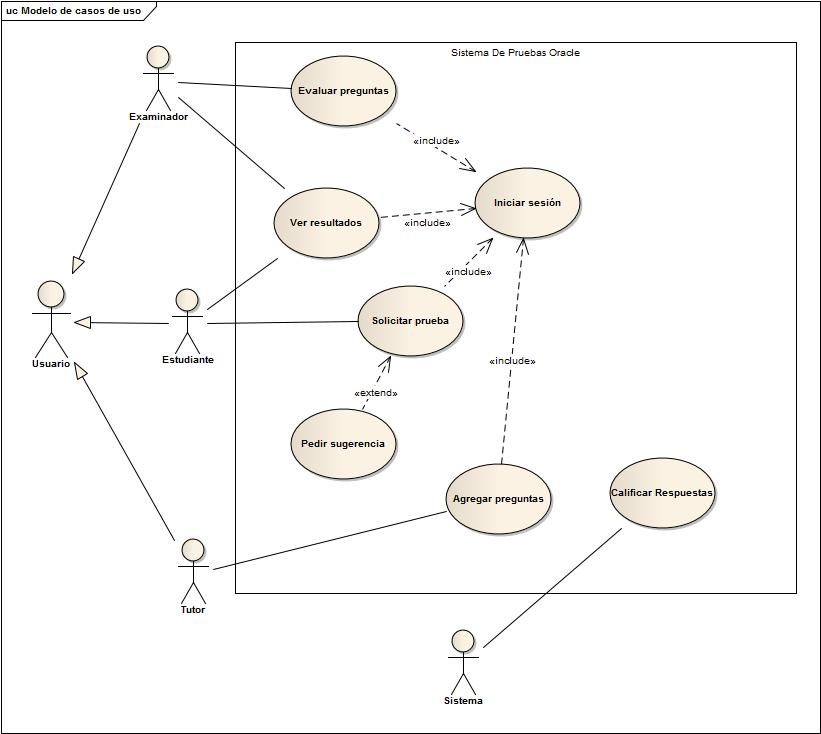 uc Modelo de casos de uso
Sistema De Pruebas Oracle
Evaluar preguntas
Examinador
«include»
Iniciar sesión
Ver resultados
«include»
«include»
Solicitar prueba
Usuario
Estudiante
«include»
«extend»
Pedir sugerencia
Agregar preguntas
Calificar Respuestas
Tutor
Sistema